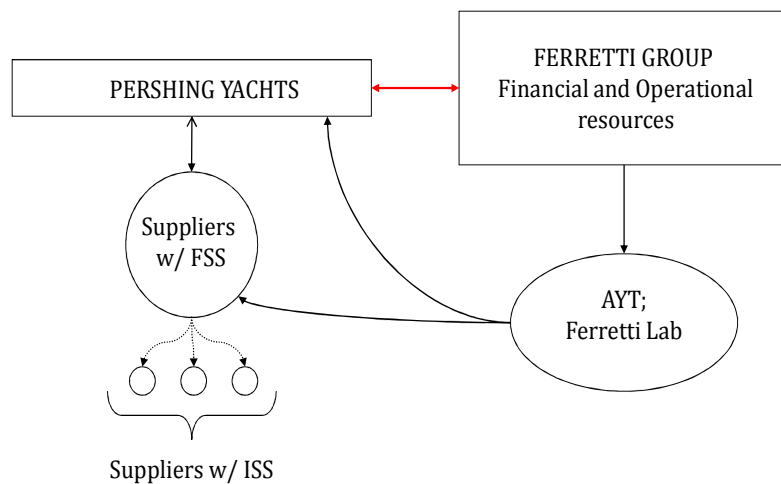 FERRETTI GROUP
Financial and Operational
resources
PERSHING YACHTS
Suppliers
w/ FSS
AYT;
Ferretti Lab
Suppliers w/ ISS